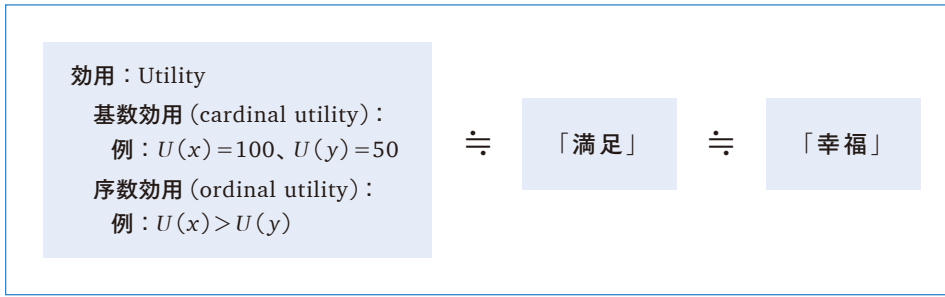 効用：Utility
基数効用(cardinal utility)：
例：U(x)=100、U(y)=50
序数効用(ordinal utility)：
例：U(x)>U(y)
≒
「満足」
≒
「幸福」